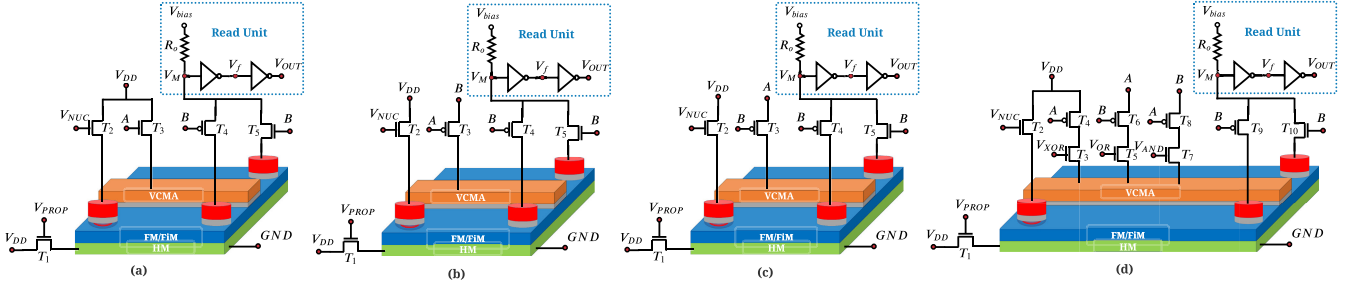 V_bias
R_o
Read Unit
V_M
V_f
V_OUT
V_DD
V_NUC
T_2
A
T_3
B
T_4
T_5
B
VCMA
V_PROP
V_DD
T_1
FM/FiM
HM
GND
(a)
V_bias
R_o
Read Unit
V_M
V_f
V_OUT
V_DD
B
V_NUC
T_2
A
T_3
B
T_4
T_5
B
VCMA
V_PROP
V_DD
T_1
FM/FiM
HM
GND
(b)
V_bias
R_o
Read Unit
V_M
V_f
V_OUT
V_DD
A
V_NUC
T_2
B
T_3
B
T_4
T_5
B
VCMA
V_PROP
V_DD
T_1
FM/FiM
HM
GND
(c)
V_bias
R_o
Read Unit
V_M
V_f
V_OUT
V_DD
A
B
V_NUC
T_2
A
T_4
B
T_6
A
T_8
B
T_9
T_10
B
V_XOR
T_3
V_OR
T_5
V_AND
T_7
VCMA
V_PROP
V_DD
T_1
FM/FiM
HM
GND
(d)